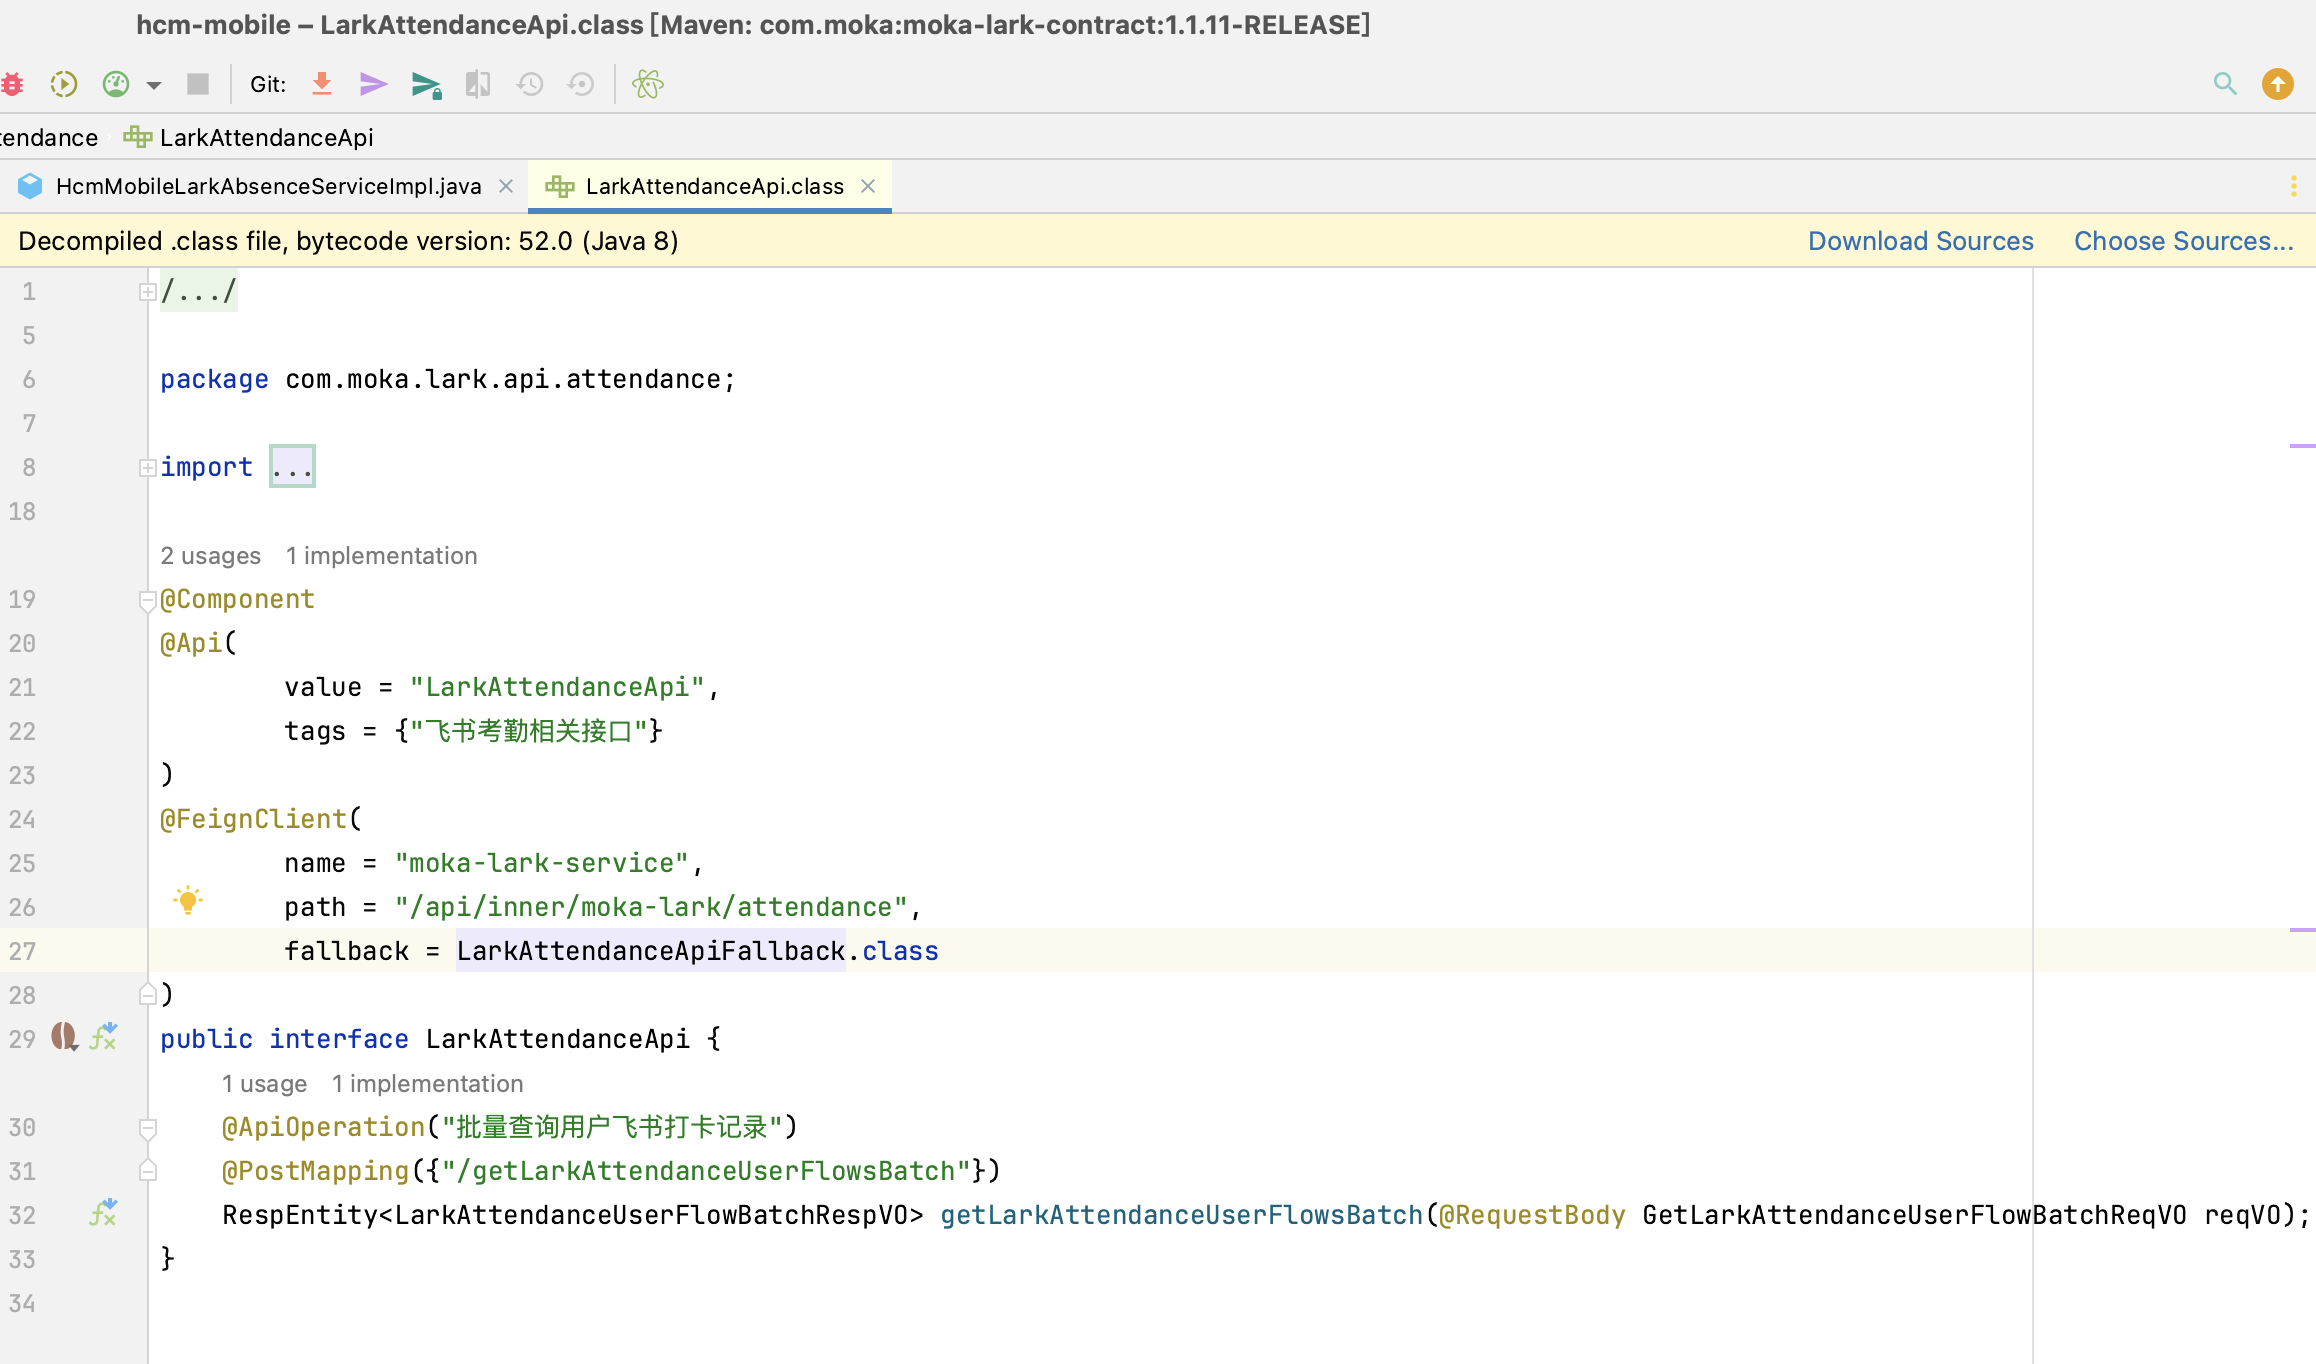 hcm-mobile – LarkAttendanceApi.class [Maven: com.moka:moka-lark-contract:1.1.11-RELEASE]
Git:
tendance LarkAttendanceApi
HcmMobileLarkAbsenceServiceImpl.java LarkAttendanceApi.class
Decompiled .class file, bytecode version: 52.0 (Java 8) Download Sources Choose Sources...
1 /.../
5
6 package com.moka.lark.api.attendance;
7
8 import ...
18
2 usages 1 implementation
19 @Component
20 @Api(
21 value = "LarkAttendanceApi",
22 tags = {"飞书考勤相关接口"}
23 )
24 @FeignClient(
25 name = "moka-lark-service",
26 path = "/api/inner/moka-lark/attendance",
27 fallback = LarkAttendanceApiFallback.class
28 )
29 public interface LarkAttendanceApi {
1 usage 1 implementation
30 @ApiOperation("批量查询用户飞书打卡记录")
31 @PostMapping({"/getLarkAttendanceUserFlowsBatch"})
32 RespEntity<LarkAttendanceUserFlowBatchRespVO> getLarkAttendanceUserFlowsBatch(@RequestBody GetLarkAttendanceUserFlowBatchReqVO reqVO);
33 }
34